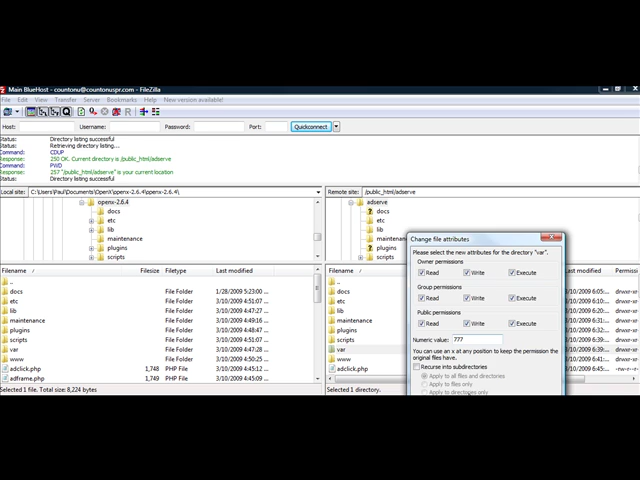 Main BlueHost - countonu@countonuspr.com - FileZilla
File Edit View Transfer Server Bookmarks Help New version available!
Host: Username: Password: Port: Quickconnect
Status: Directory listing successful
Status: Retrieving directory listing...
Command: CDUP
Response: 250 OK. Current directory is /public_html/adserve
Command: PWD
Response: 257 "/public_html/adserve" is your current location
Status: Directory listing successful
Local site: C:\Users\Paul\Documents\OpenX\openx-2.6.4\openx-2.6.4\
openx-2.6.4
docs
etc
lib
maintenance
plugins
scripts
Remote site: /public_html/adserve
adserve
docs
etc
lib
maintenance
plugins
scripts
Filename Filesize Filetype Last modified
..
docs File Folder 1/28/2009 5:23:00 ...
etc File Folder 3/10/2009 4:51:07 ...
lib File Folder 3/10/2009 4:47:27 ...
maintenance File Folder 3/10/2009 4:51:06 ...
plugins File Folder 3/10/2009 4:48:47 ...
scripts File Folder 3/10/2009 4:51:07 ...
var File Folder 3/10/2009 4:47:28 ...
www File Folder 3/10/2009 4:51:08 ...
adclick.php 1,748 PHP File 3/10/2009 4:45:12 ...
adframe.php 1,748 PHP File 3/10/2009 4:45:09 ...
Selected 1 file. Total size: 8,224 bytes
Filename
..
docs
etc
lib
maintenance
plugins
scripts
var
www
adclick.php
Selected 1 directory.
Change file attributes
Please select the new attributes for the directory "var".
Owner permissions
Read Write Execute
Group permissions
Read Write Execute
Public permissions
Read Write Execute
Numeric value: 777
You can use an x at any position to keep the permission the
original files have.
Recurse into subdirectories
Apply to all files and directories
Apply to files only
Apply to directories only